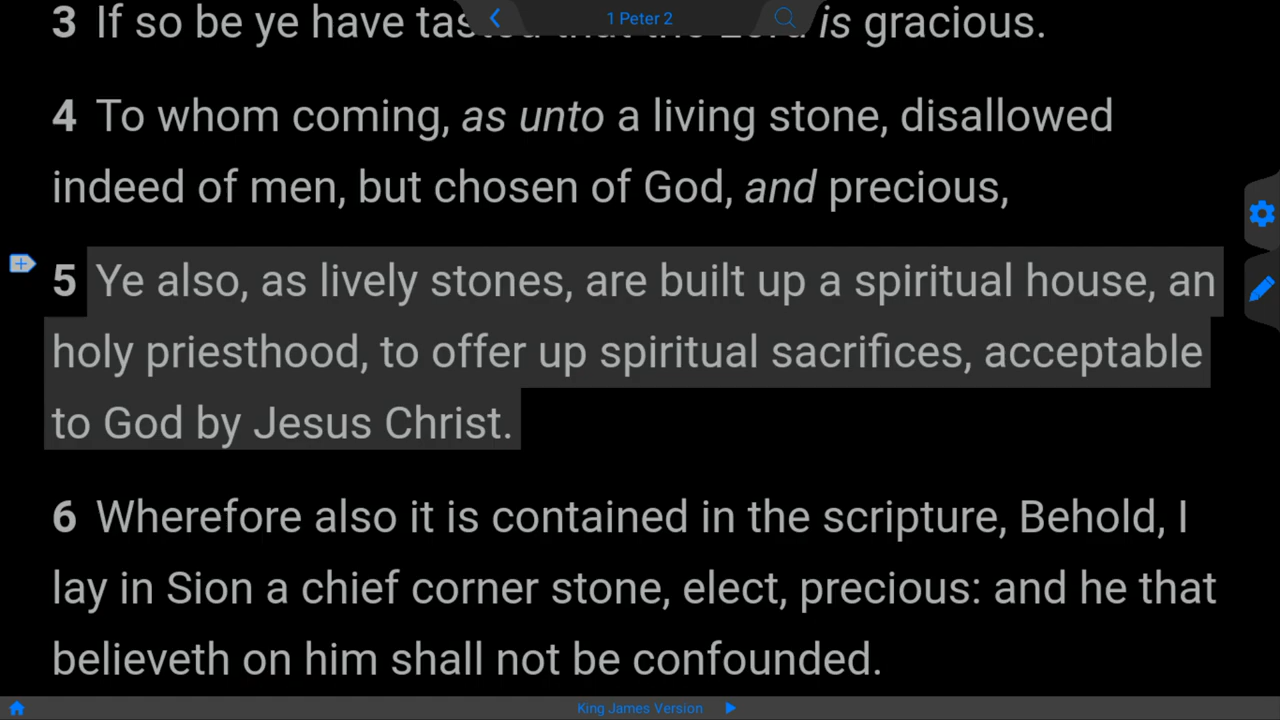 1 Peter 2
3 If so be ye have tasted that the Lord is gracious.
4 To whom coming, as unto a living stone, disallowed
indeed of men, but chosen of God, and precious,
5 Ye also, as lively stones, are built up a spiritual house, an
holy priesthood, to offer up spiritual sacrifices, acceptable
to God by Jesus Christ.
6 Wherefore also it is contained in the scripture, Behold, I
lay in Sion a chief corner stone, elect, precious: and he that
believeth on him shall not be confounded.
King James Version